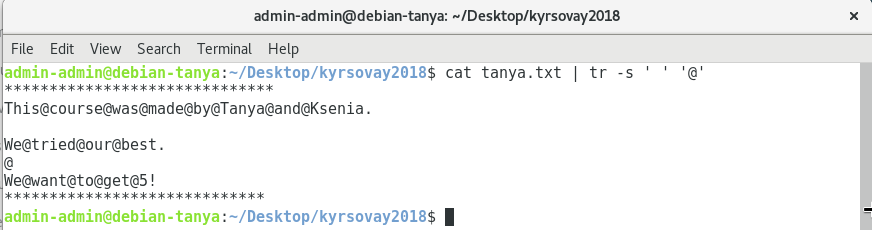 admin-admin@debian-tanya: ~/Desktop/kyrsovay2018 ×
File Edit View Search Terminal Help
admin-admin@debian-tanya:~/Desktop/kyrsovay2018$ cat tanya.txt | tr -s ' ' '@'
******************************
This@course@was@made@by@Tanya@and@Ksenia.

We@tried@our@best.
@
We@want@to@get@5!
*****************************
admin-admin@debian-tanya:~/Desktop/kyrsovay2018$